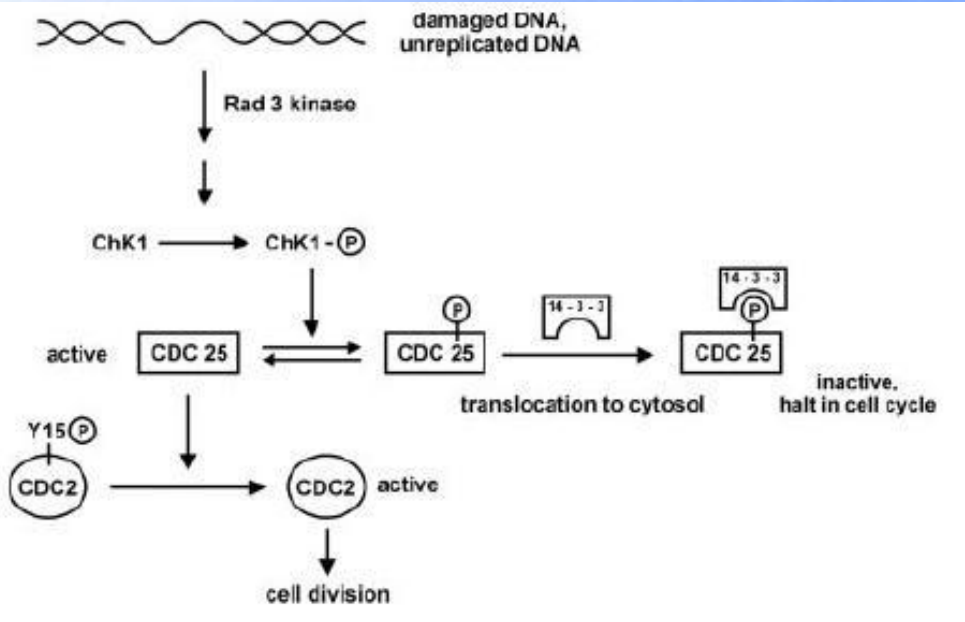 damaged DNA,
unreplicated DNA
Rad 3 kinase
ChK1
ChK1 - P
14 - 3 - 3
P
14 - 3 - 3
P
active
CDC 25
CDC 25
CDC 25
translocation to cytosol
inactive,
halt in cell cycle
Y15 P
CDC2
CDC2
active
cell division